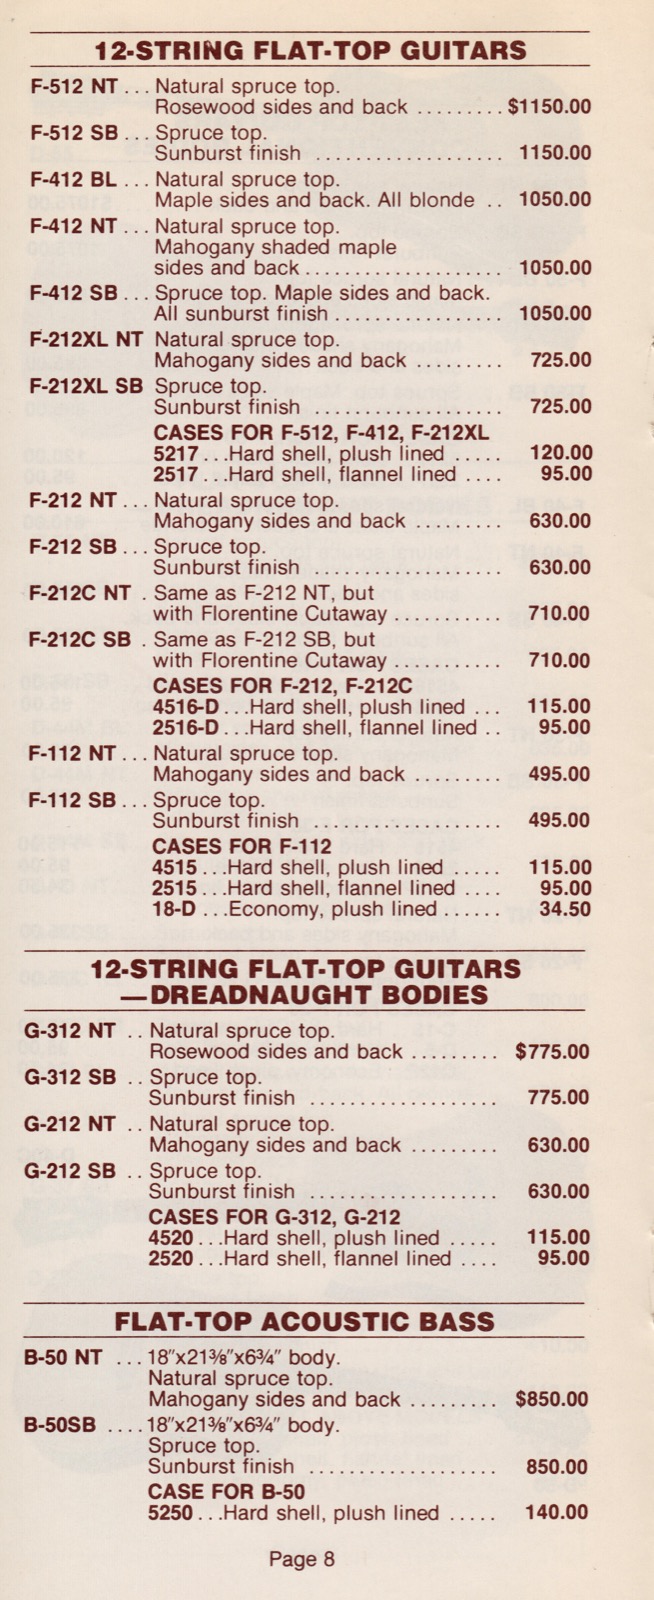 12-STRING FLAT-TOP GUITARS
F-512 NT ... Natural spruce top.
Rosewood sides and back ......... $1150.00
F-512 SB ... Spruce top.
Sunburst finish .................. 1150.00
F-412 BL ... Natural spruce top.
Maple sides and back. All blonde .. 1050.00
F-412 NT ... Natural spruce top.
Mahogany shaded maple
sides and back ................... 1050.00
F-412 SB ... Spruce top. Maple sides and back.
All sunburst finish ................ 1050.00
F-212XL NT Natural spruce top.
Mahogany sides and back ......... 725.00
F-212XL SB Spruce top.
Sunburst finish ................... 725.00
CASES FOR F-512, F-412, F-212XL
5217 ...Hard shell, plush lined ..... 120.00
2517 ...Hard shell, flannel lined .... 95.00
F-212 NT ... Natural spruce top.
Mahogany sides and back ......... 630.00
F-212 SB ... Spruce top.
Sunburst finish ................... 630.00
F-212C NT . Same as F-212 NT, but
with Florentine Cutaway ........... 710.00
F-212C SB . Same as F-212 SB, but
with Florentine Cutaway ........... 710.00
CASES FOR F-212, F-212C
4516-D ...Hard shell, plush lined ... 115.00
2516-D ...Hard shell, flannel lined .. 95.00
F-112 NT ... Natural spruce top.
Mahogany sides and back ......... 495.00
F-112 SB ... Spruce top.
Sunburst finish ................... 495.00
CASES FOR F-112
4515 ...Hard shell, plush lined ..... 115.00
2515 ...Hard shell, flannel lined .... 95.00
18-D ...Economy, plush lined ...... 34.50
12-STRING FLAT-TOP GUITARS
—DREADNAUGHT BODIES
G-312 NT .. Natural spruce top.
Rosewood sides and back ......... $775.00
G-312 SB .. Spruce top.
Sunburst finish ................... 775.00
G-212 NT .. Natural spruce top.
Mahogany sides and back ......... 630.00
G-212 SB .. Spruce top.
Sunburst finish ................... 630.00
CASES FOR G-312, G-212
4520 ...Hard shell, plush lined ..... 115.00
2520 ...Hard shell, flannel lined .... 95.00
FLAT-TOP ACOUSTIC BASS
B-50 NT ... 18″x21⅜″x6¾″ body.
Natural spruce top.
Mahogany sides and back ......... $850.00
B-50SB .... 18″x21⅜″x6¾″ body.
Spruce top.
Sunburst finish ................... 850.00
CASE FOR B-50
5250 ...Hard shell, plush lined ..... 140.00
Page 8